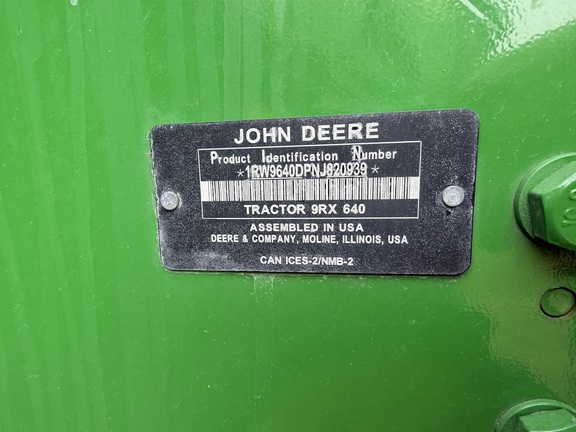 JOHN DEERE
Product Identification Number
*1RW9640DPNJ820939*
TRACTOR 9RX 640
ASSEMBLED IN USA
DEERE & COMPANY, MOLINE, ILLINOIS, USA
CAN ICES-2/NMB-2